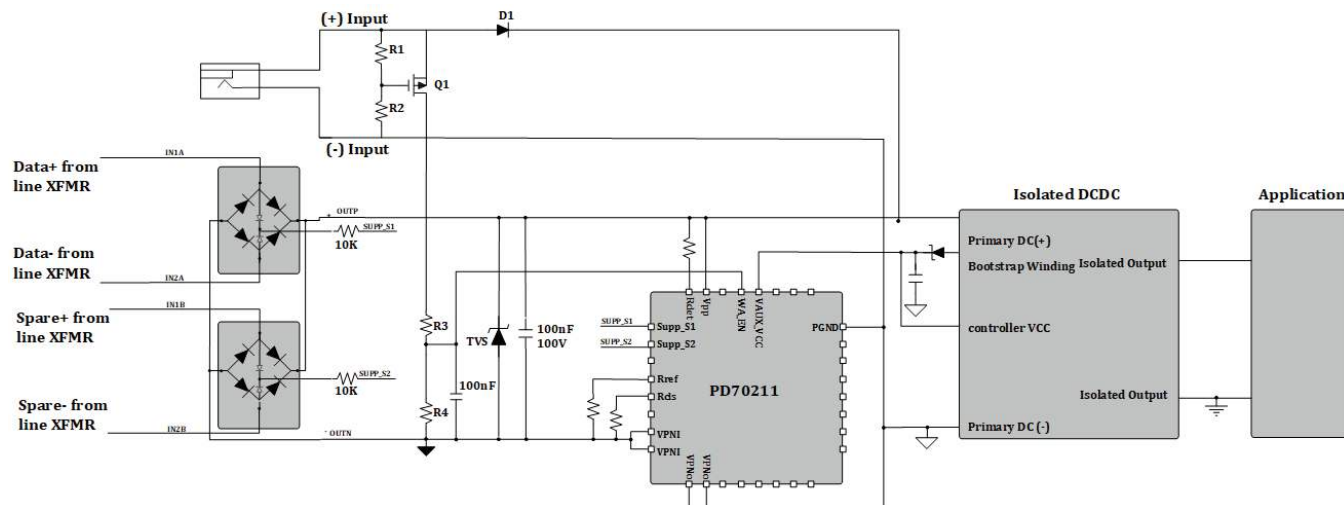 (+) Input
D1
R1
Q1
R2
(-) Input
IN1A
Data+ from
line XFMR
+ OUTP
SUPP_S1
10K
Data- from
line XFMR
IN2A
Spare+ from
line XFMR
IN1B
SUPP_S2
10K
Spare- from
line XFMR
IN2B
- OUTN
R3
R4
100nF
TVS
100nF
100V
Rdet
Vpp
WA_EN
VAUX_VCC
SUPP_S1
Supp_S1
SUPP_S2
Supp_S2
PGND
Rref
Rds
PD70211
VPNI
VPNI
VPNo
VPNo
Isolated DCDC
Primary DC(+)
Bootstrap Winding
Isolated Output
controller VCC
Isolated Output
Primary DC (-)
Application